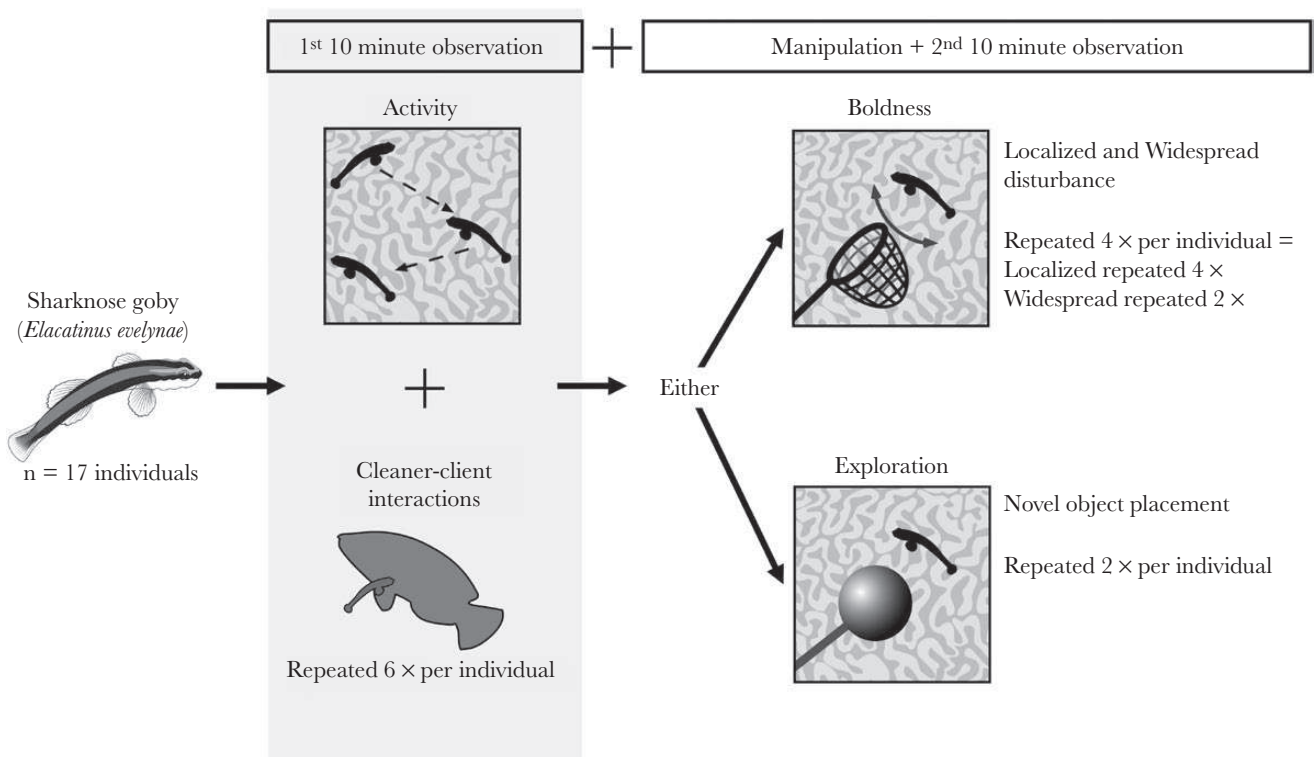 1st 10 minute observation
Manipulation + 2nd 10 minute observation
Sharknose goby
(Elacatinus evelynae)
n = 17 individuals
Activity
Cleaner-client
interactions
Repeated 6 × per individual
Either
Boldness
Localized and Widespread
disturbance
Repeated 4 × per individual =
Localized repeated 4 ×
Widespread repeated 2 ×
Exploration
Novel object placement
Repeated 2 × per individual